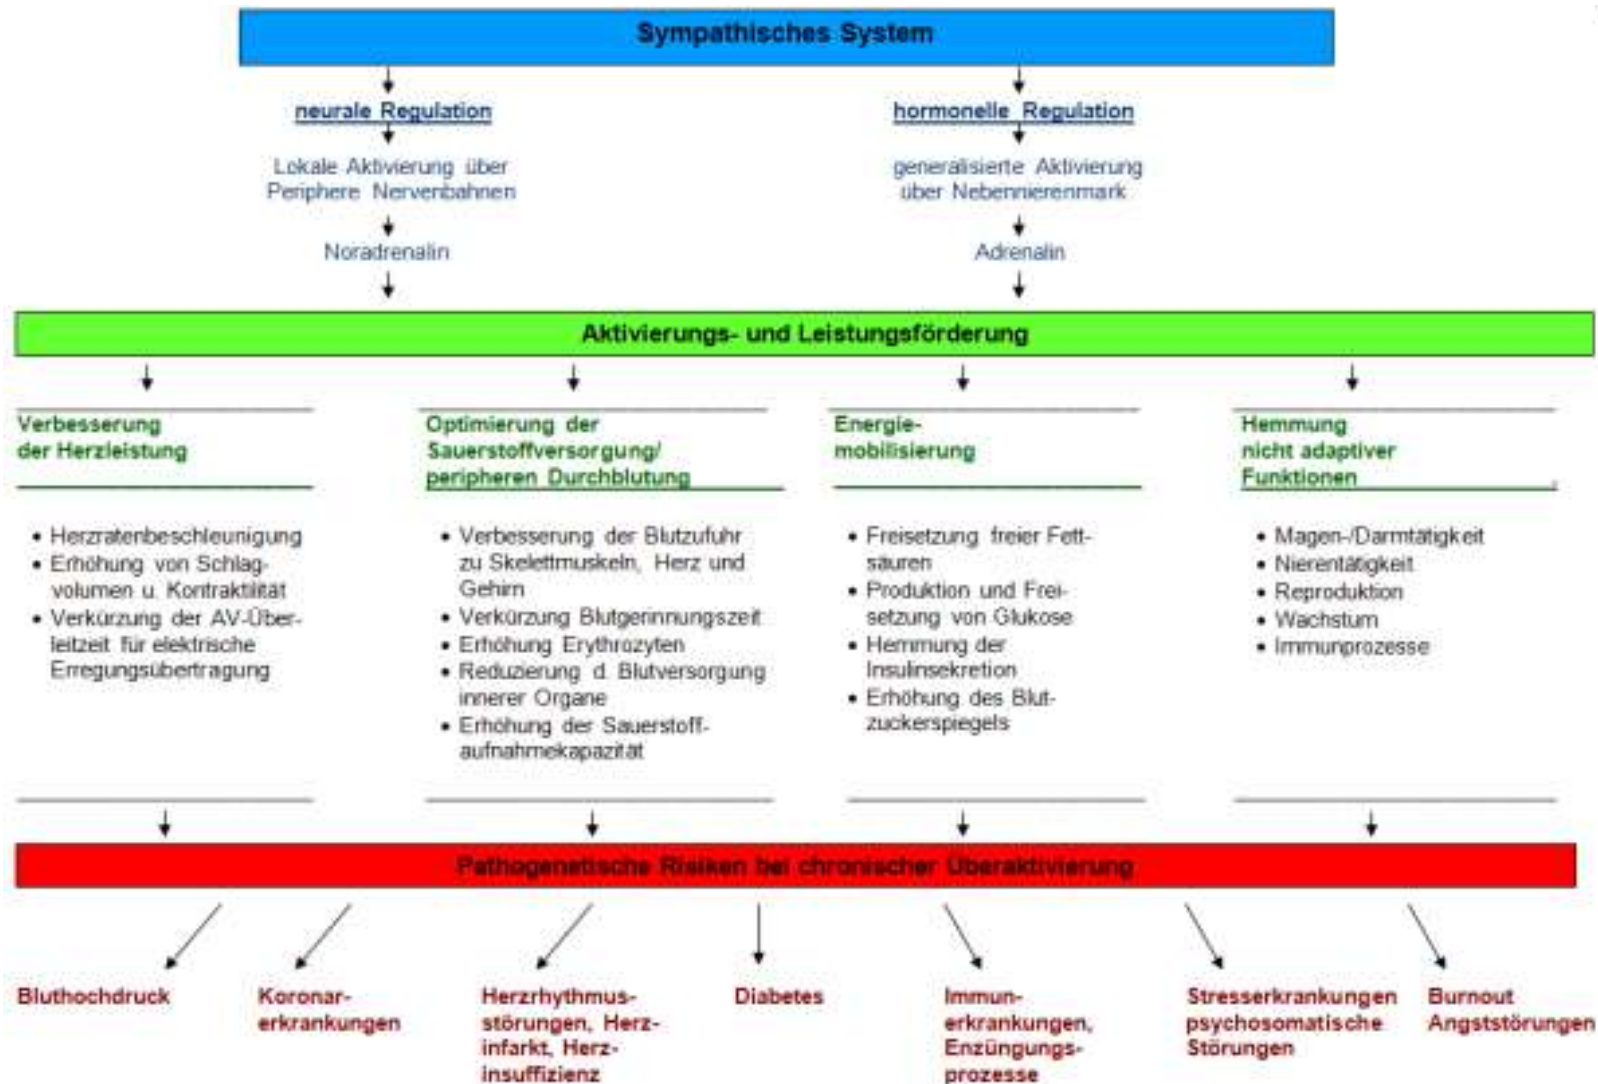 Sympathisches System
neurale Regulation
Lokale Aktivierung über
Periphere Nervenbahnen
Noradrenalin
hormonelle Regulation
generalisierte Aktivierung
über Nebennierenmark
Adrenalin
Aktivierungs- und Leistungsförderung
Verbesserung
der Herzleistung
• Herzratenbeschleunigung
• Erhöhung von Schlag-
volumen u. Kontraktilität
• Verkürzung der AV-Über-
leitzeit für elektrische
Erregungsübertragung
Optimierung der
Sauerstoffversorgung/
peripheren Durchblutung
• Verbesserung der Blutzufuhr
zu Skelettmuskeln, Herz und
Gehirn
• Verkürzung Blutgerinnungszeit
• Erhöhung Erythrozyten
• Reduzierung d. Blutversorgung
innerer Organe
• Erhöhung der Sauerstoff-
aufnahmekapazität
Energie-
mobilisierung
• Freisetzung freier Fett-
säuren
• Produktion und Frei-
setzung von Glukose
• Hemmung der
Insulinsekretion
• Erhöhung des Blut-
zuckerspiegels
Hemmung
nicht adaptiver
Funktionen
• Magen-/Darmtätigkeit
• Nierentätigkeit
• Reproduktion
• Wachstum
• Immunprozesse
Pathogenetische Risiken bei chronischer Überaktivierung
Bluthochdruck
Koronar-
erkrankungen
Herzrhythmus-
störungen, Herz-
infarkt, Herz-
insuffizienz
Diabetes
Immun-
erkrankungen,
Enzüngungs-
prozesse
Stresserkrankungen
psychosomatische
Störungen
Burnout
Angststörungen